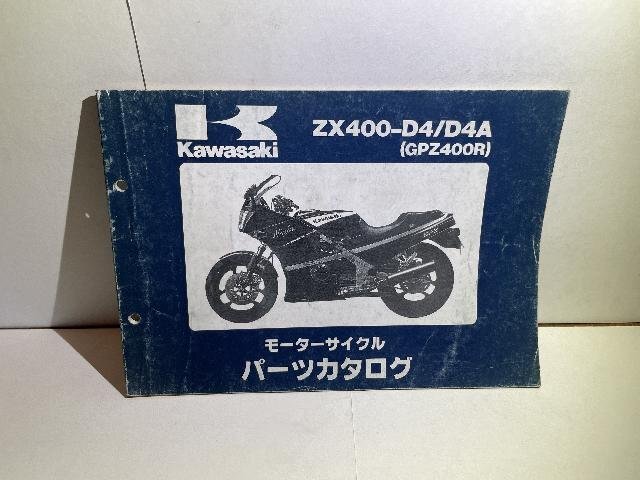 Kawasaki
ZX400-D4/D4A
(GPZ400R)
KAWASAKI
モーターサイクル
パーツカタログ